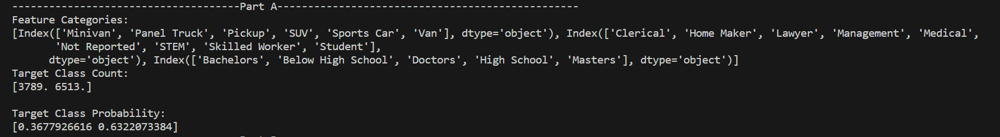 -------------------------------------Part A-------------------------------------------------
Feature Categories:
[Index(['Minivan', 'Panel Truck', 'Pickup', 'SUV', 'Sports Car', 'Van'], dtype='object'), Index(['Clerical', 'Home Maker', 'Lawyer', 'Management', 'Medical',
'Not Reported', 'STEM', 'Skilled Worker', 'Student'],
dtype='object'), Index(['Bachelors', 'Below High School', 'Doctors', 'High School', 'Masters'], dtype='object')]
Target Class Count:
[3789. 6513.]
Target Class Probability:
[0.3677926616 0.6322073384]